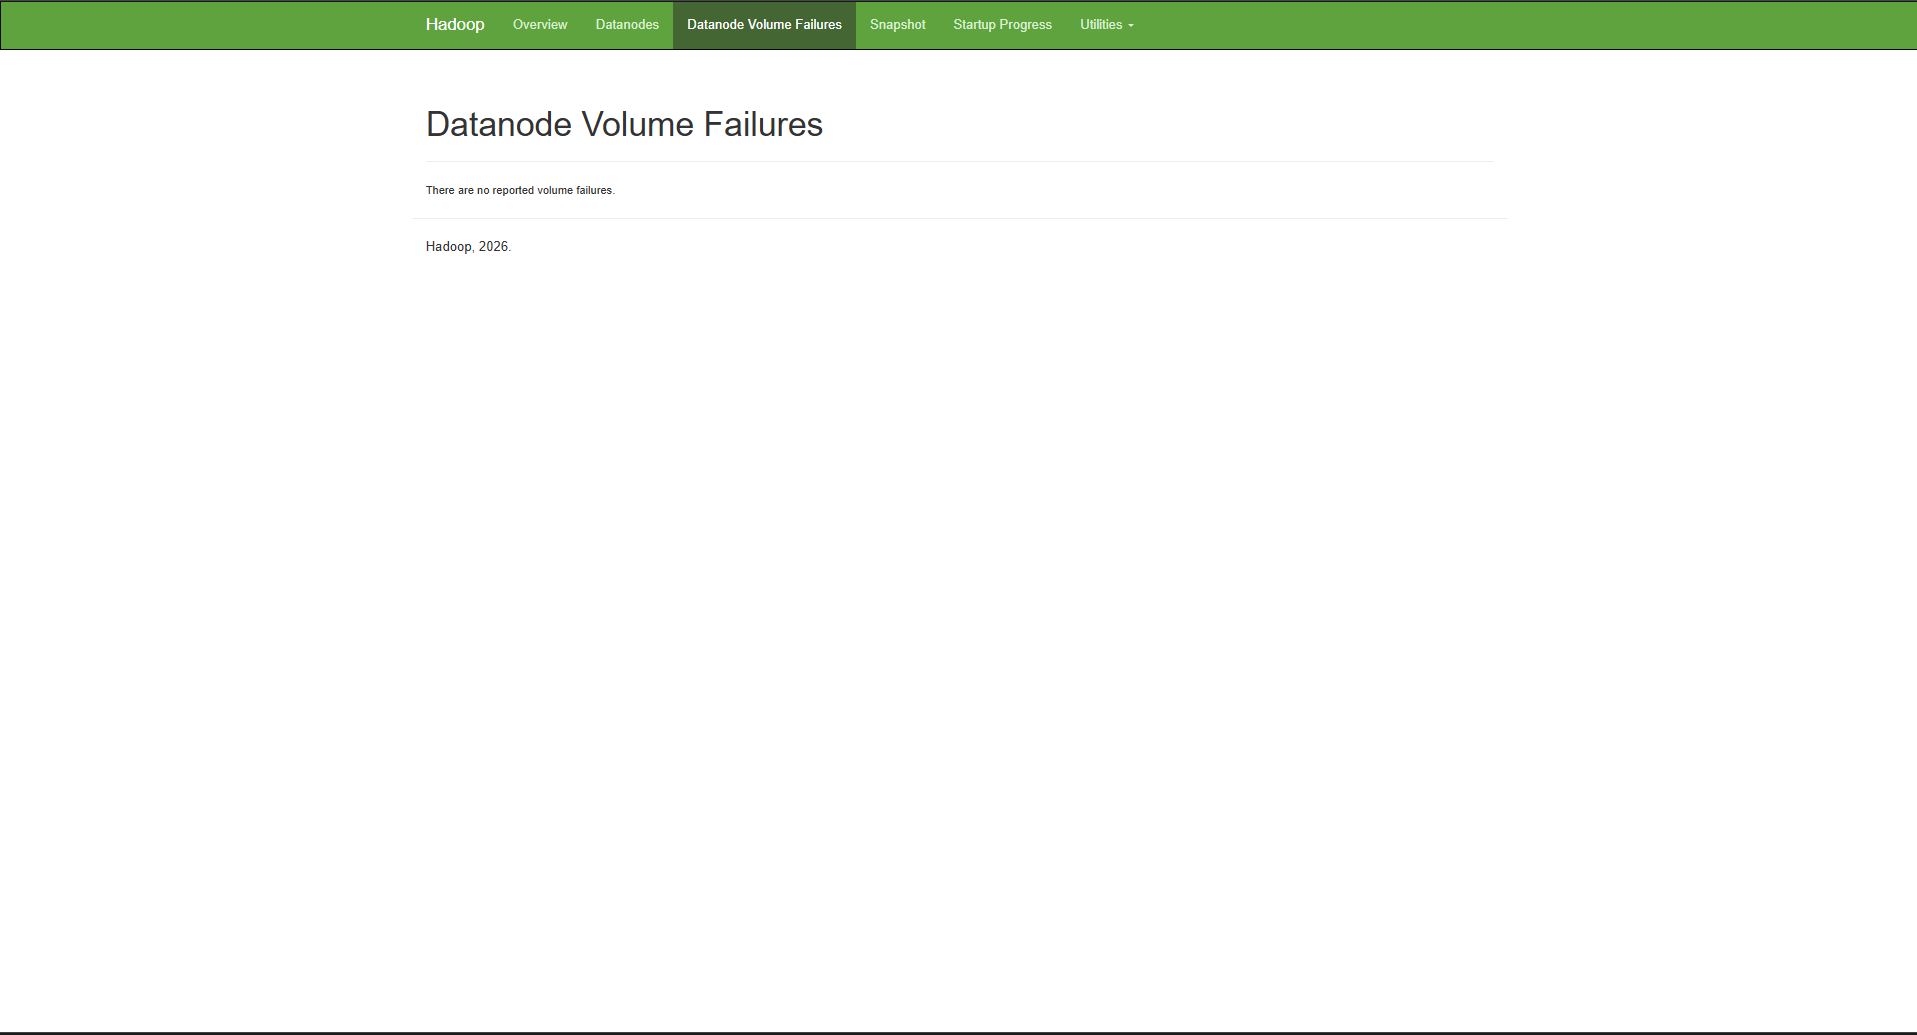 Hadoop Overview Datanodes Datanode Volume Failures Snapshot Startup Progress Utilities
Datanode Volume Failures
There are no reported volume failures.
Hadoop, 2026.